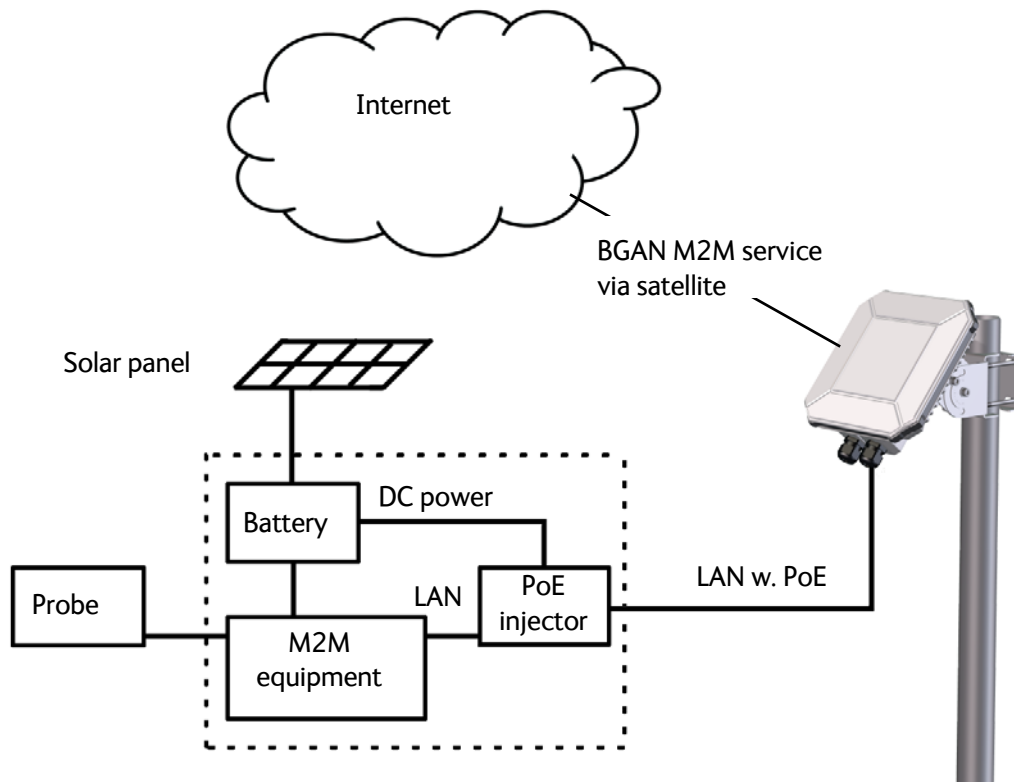 Internet
BGAN M2M service
via satellite
Solar panel
DC power
Battery
LAN
PoE
injector
LAN w. PoE
Probe
M2M
equipment